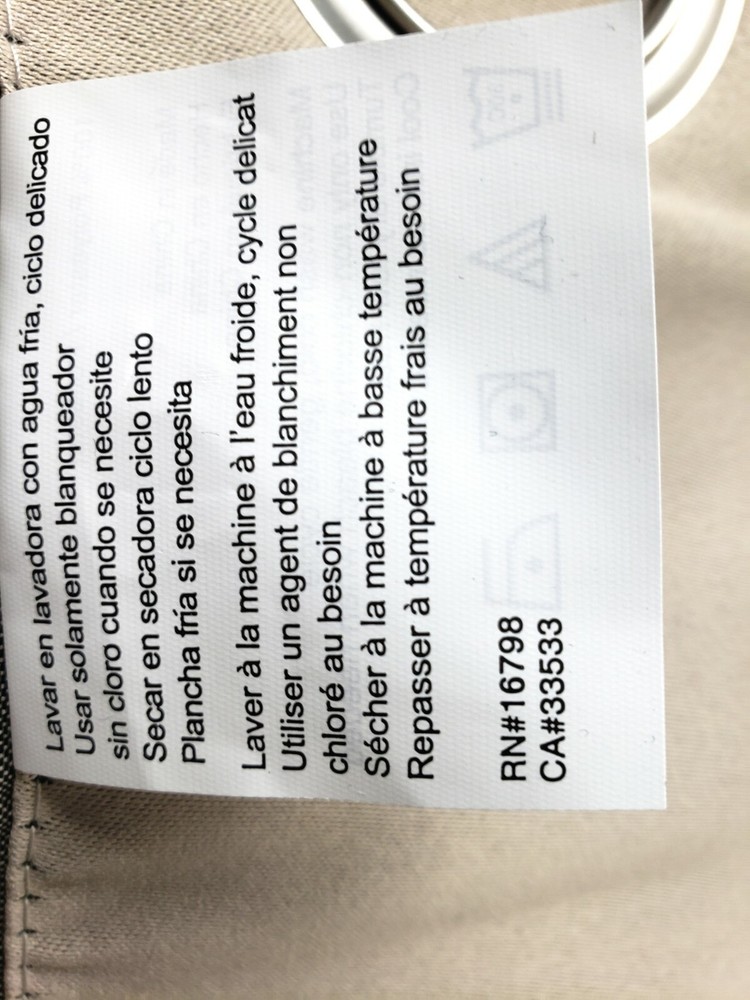 Lavar en lavadora con agua fría, ciclo delicado
Usar solamente blanqueador
sin cloro cuando se necesite
Secar en secadora ciclo lento
Plancha fría si se necesita
Laver à la machine à l'eau froide, cycle delicat
Utiliser un agent de blanchiment non
chloré au besoin
Sécher à la machine à basse température
Repasser à température frais au besoin
RN#16798
CA#33533